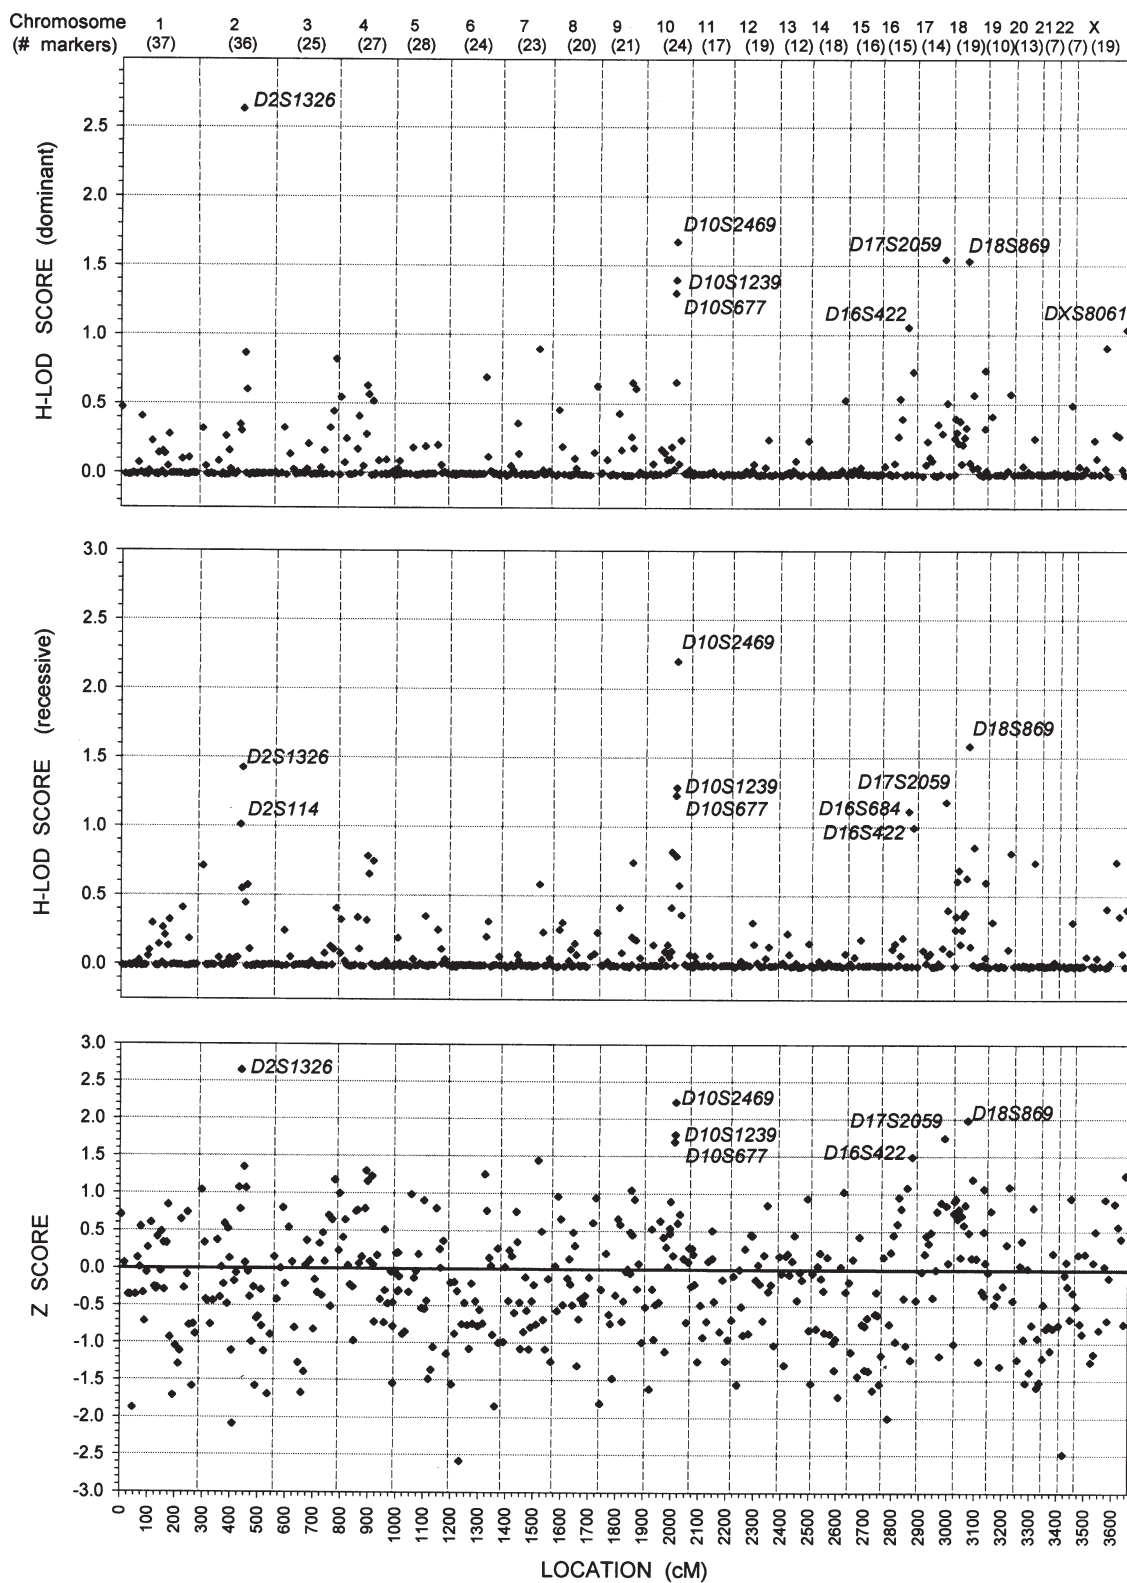 Chromosome 1 2 3 4 5 6 7 8 9 10 11 12 13 14 15 16 17 18 19 20 21 22 X
(# markers) (37) (36) (25) (27) (28) (24) (23) (20) (21) (24) (17) (19) (12) (18) (16) (15) (14) (19) (10) (13) (7) (7) (19)
H-LOD SCORE (dominant)
2.5
2.0
1.5
1.0
0.5
0.0
D2S1326
D10S2469
D17S2059
D18S869
D10S1239
D10S677
D16S422
DXS8061
H-LOD SCORE (recessive)
3.0
2.5
2.0
1.5
1.0
0.5
0.0
D10S2469
D18S869
D2S1326
D10S1239
D17S2059
D2S114
D10S677
D16S684
D16S422
Z SCORE
3.0
2.5
2.0
1.5
1.0
0.5
0.0
-0.5
-1.0
-1.5
-2.0
-2.5
-3.0
D2S1326
D10S2469
D17S2059
D18S869
D10S1239
D10S677
D16S422
0 100 200 300 400 500 600 700 800 900 1000 1100 1200 1300 1400 1500 1600 1700 1800 1900 2000 2100 2200 2300 2400 2500 2600 2700 2800 2900 3000 3100 3200 3300 3400 3500 3600
LOCATION (cM)